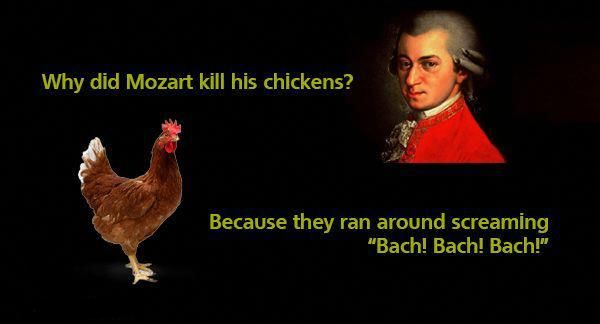 Why did Mozart kill his chickens?
Because they ran around screaming
“Bach! Bach! Bach!”